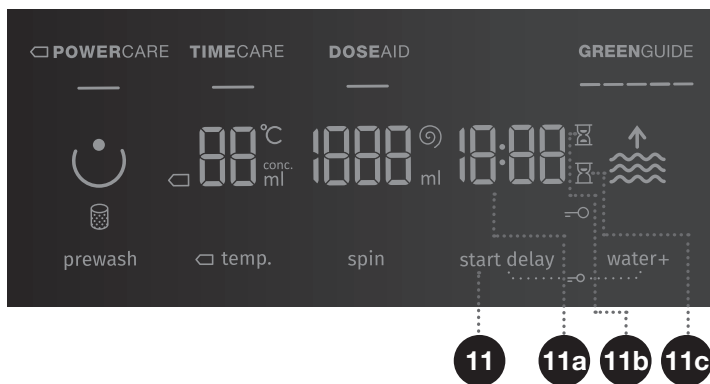 POWERCARE TIMECARE DOSEAID GREENGUIDE
88 °C 1888 18:88
conc.
ml ml
prewash temp. spin start delay water+
11 11a 11b 11c